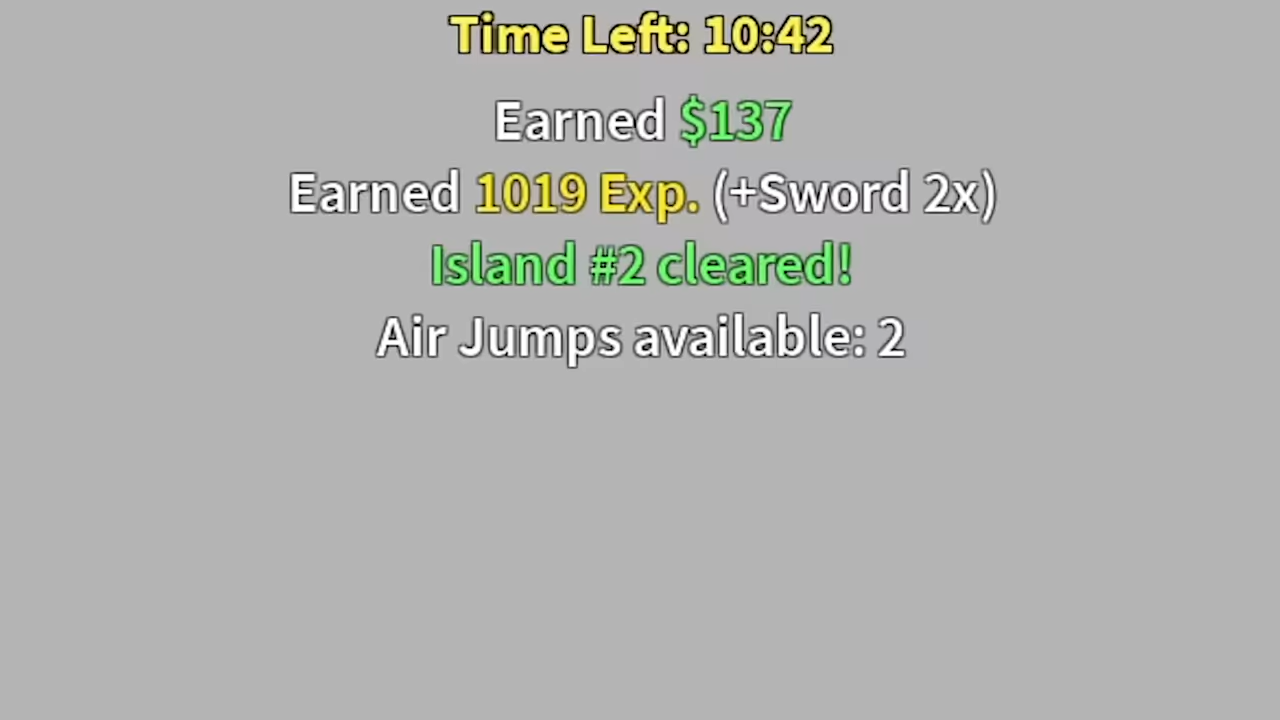 Time Left: 10:42
Earned $137
Earned 1019 Exp. (+Sword 2x)
Island #2 cleared!
Air Jumps available: 2